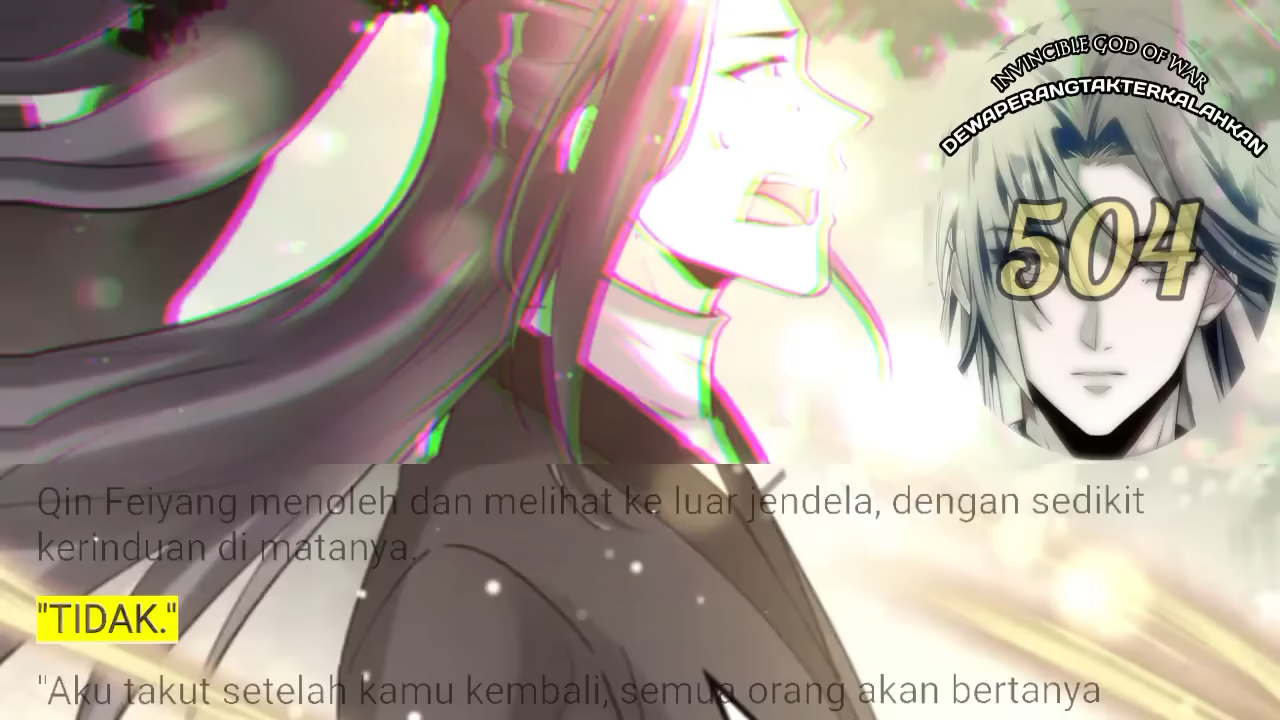 INVINCIBLE GOD OF WAR
DEWAPERANGTAKTERKALAHKAN
504
Qin Feiyang menoleh dan melihat ke luar jendela, dengan sedikit
kerinduan di matanya.
"TIDAK."
"Aku takut setelah kamu kembali, semua orang akan bertanya